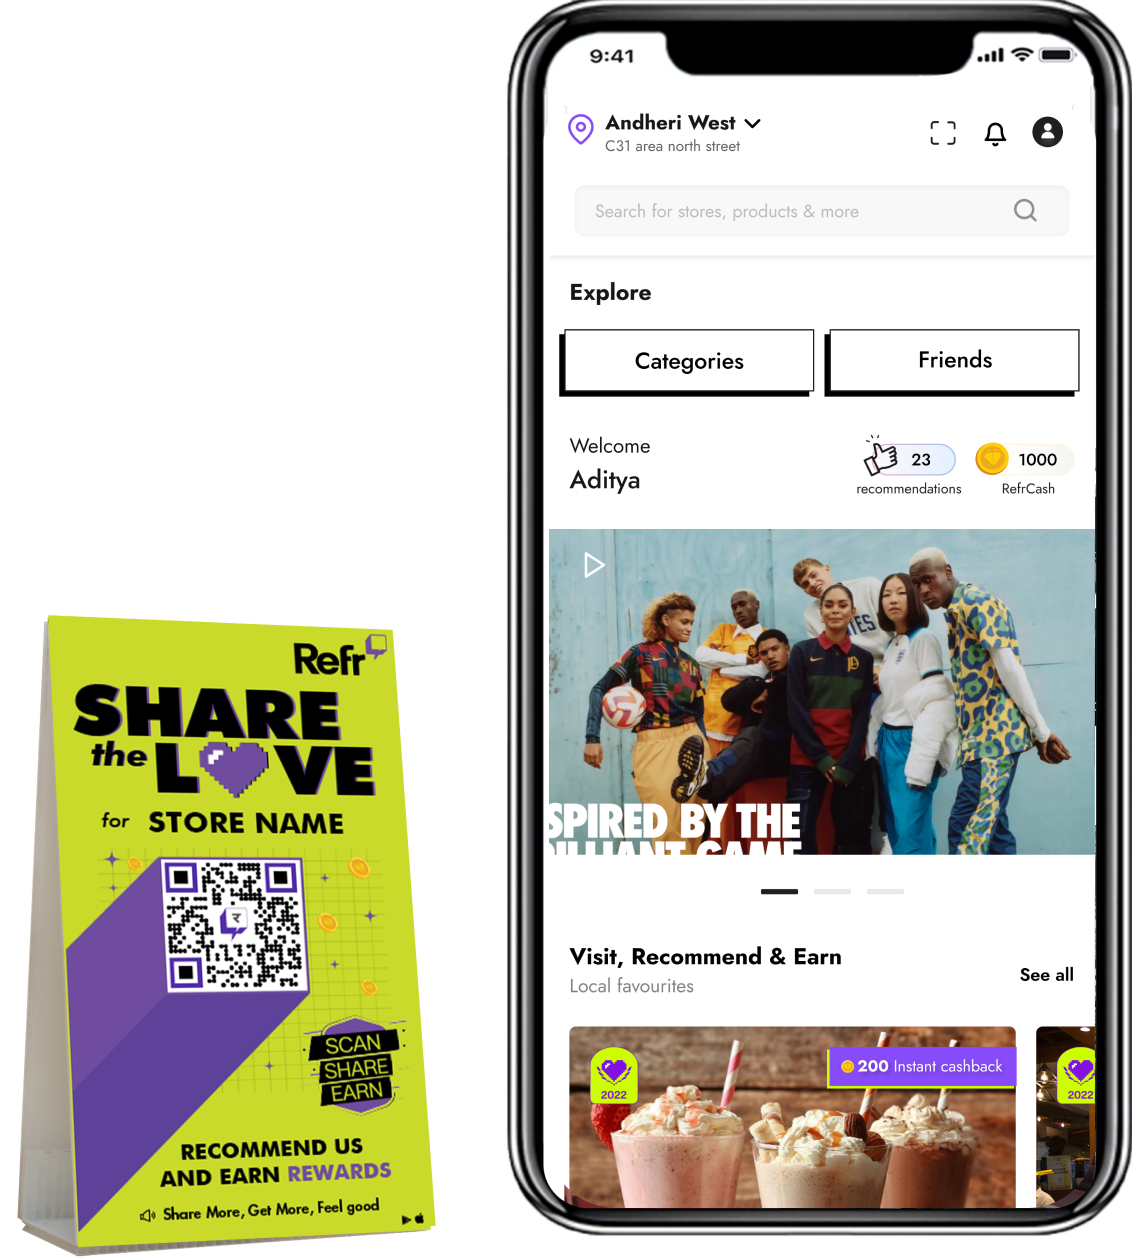 Refr
SHARE
the LOVE
for STORE NAME
SCAN
SHARE
EARN
RECOMMEND US
AND EARN REWARDS
Share More, Get More, Feel good
9:41
Andheri West
C31 area north street
Search for stores, products & more
Explore
Categories
Friends
Welcome
Aditya
23
recommendations
1000
RefrCash
SPIRED BY THE
Visit, Recommend & Earn
Local favourites
See all
2022
200 Instant cashback
2022